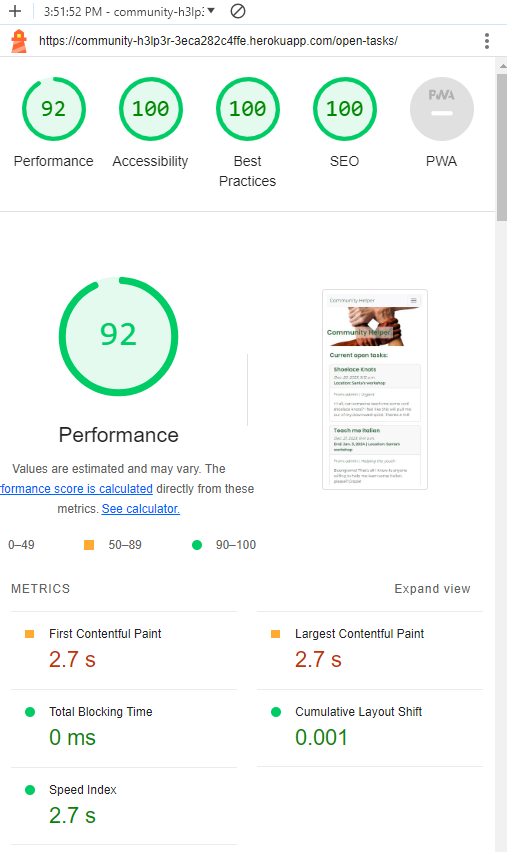 3:51:52 PM - community-h3lp3
https://community-h3lp3r-3eca282c4ffe.herokuapp.com/open-tasks/
92
100
100
100
PWA
Performance
Accessibility
Best
Practices
SEO
PWA
92
Performance
Values are estimated and may vary. The
formance score is calculated directly from these
metrics. See calculator.
0–49
50–89
90–100
Community Helper
Community Helper
Current open tasks:
Shoelace Knots
Location: Santa's workshop
Teach me Italian
METRICS
Expand view
First Contentful Paint
2.7 s
Largest Contentful Paint
2.7 s
Total Blocking Time
0 ms
Cumulative Layout Shift
0.001
Speed Index
2.7 s